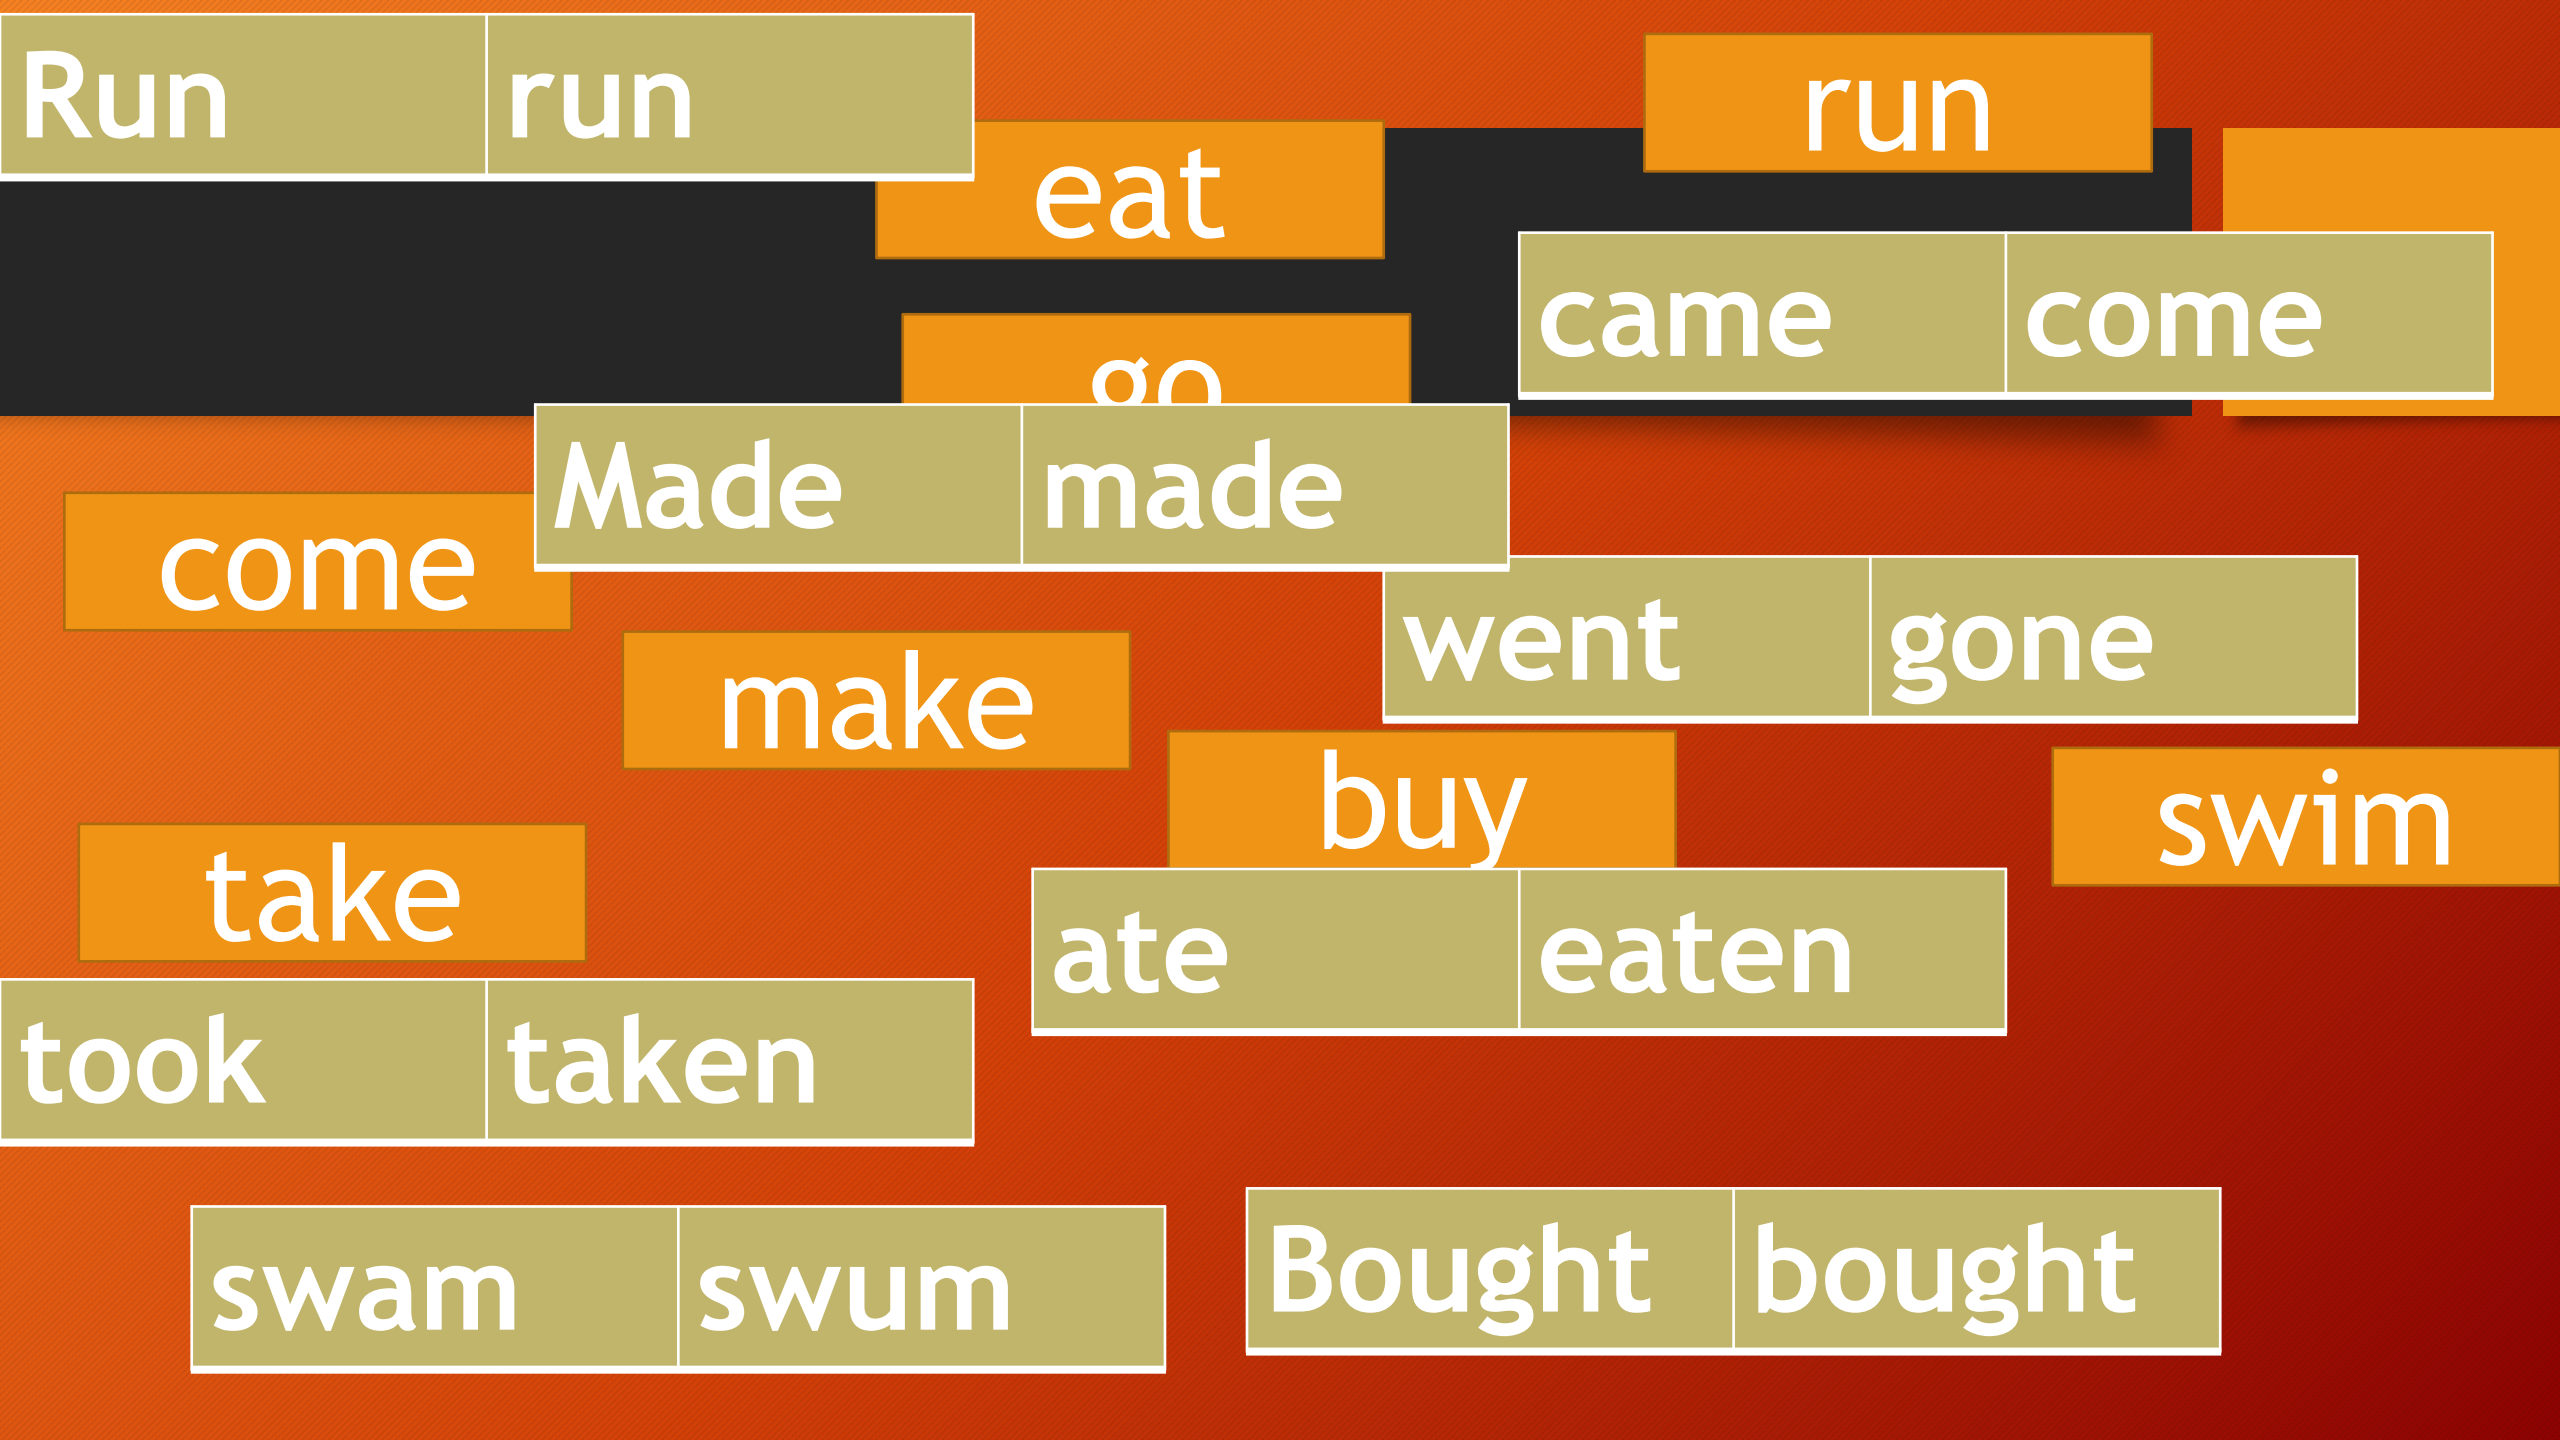 Run run
run
eat
came come
go
Made made
come
went gone
make
buy
swim
take
ate eaten
took taken
swam swum
Bought bought